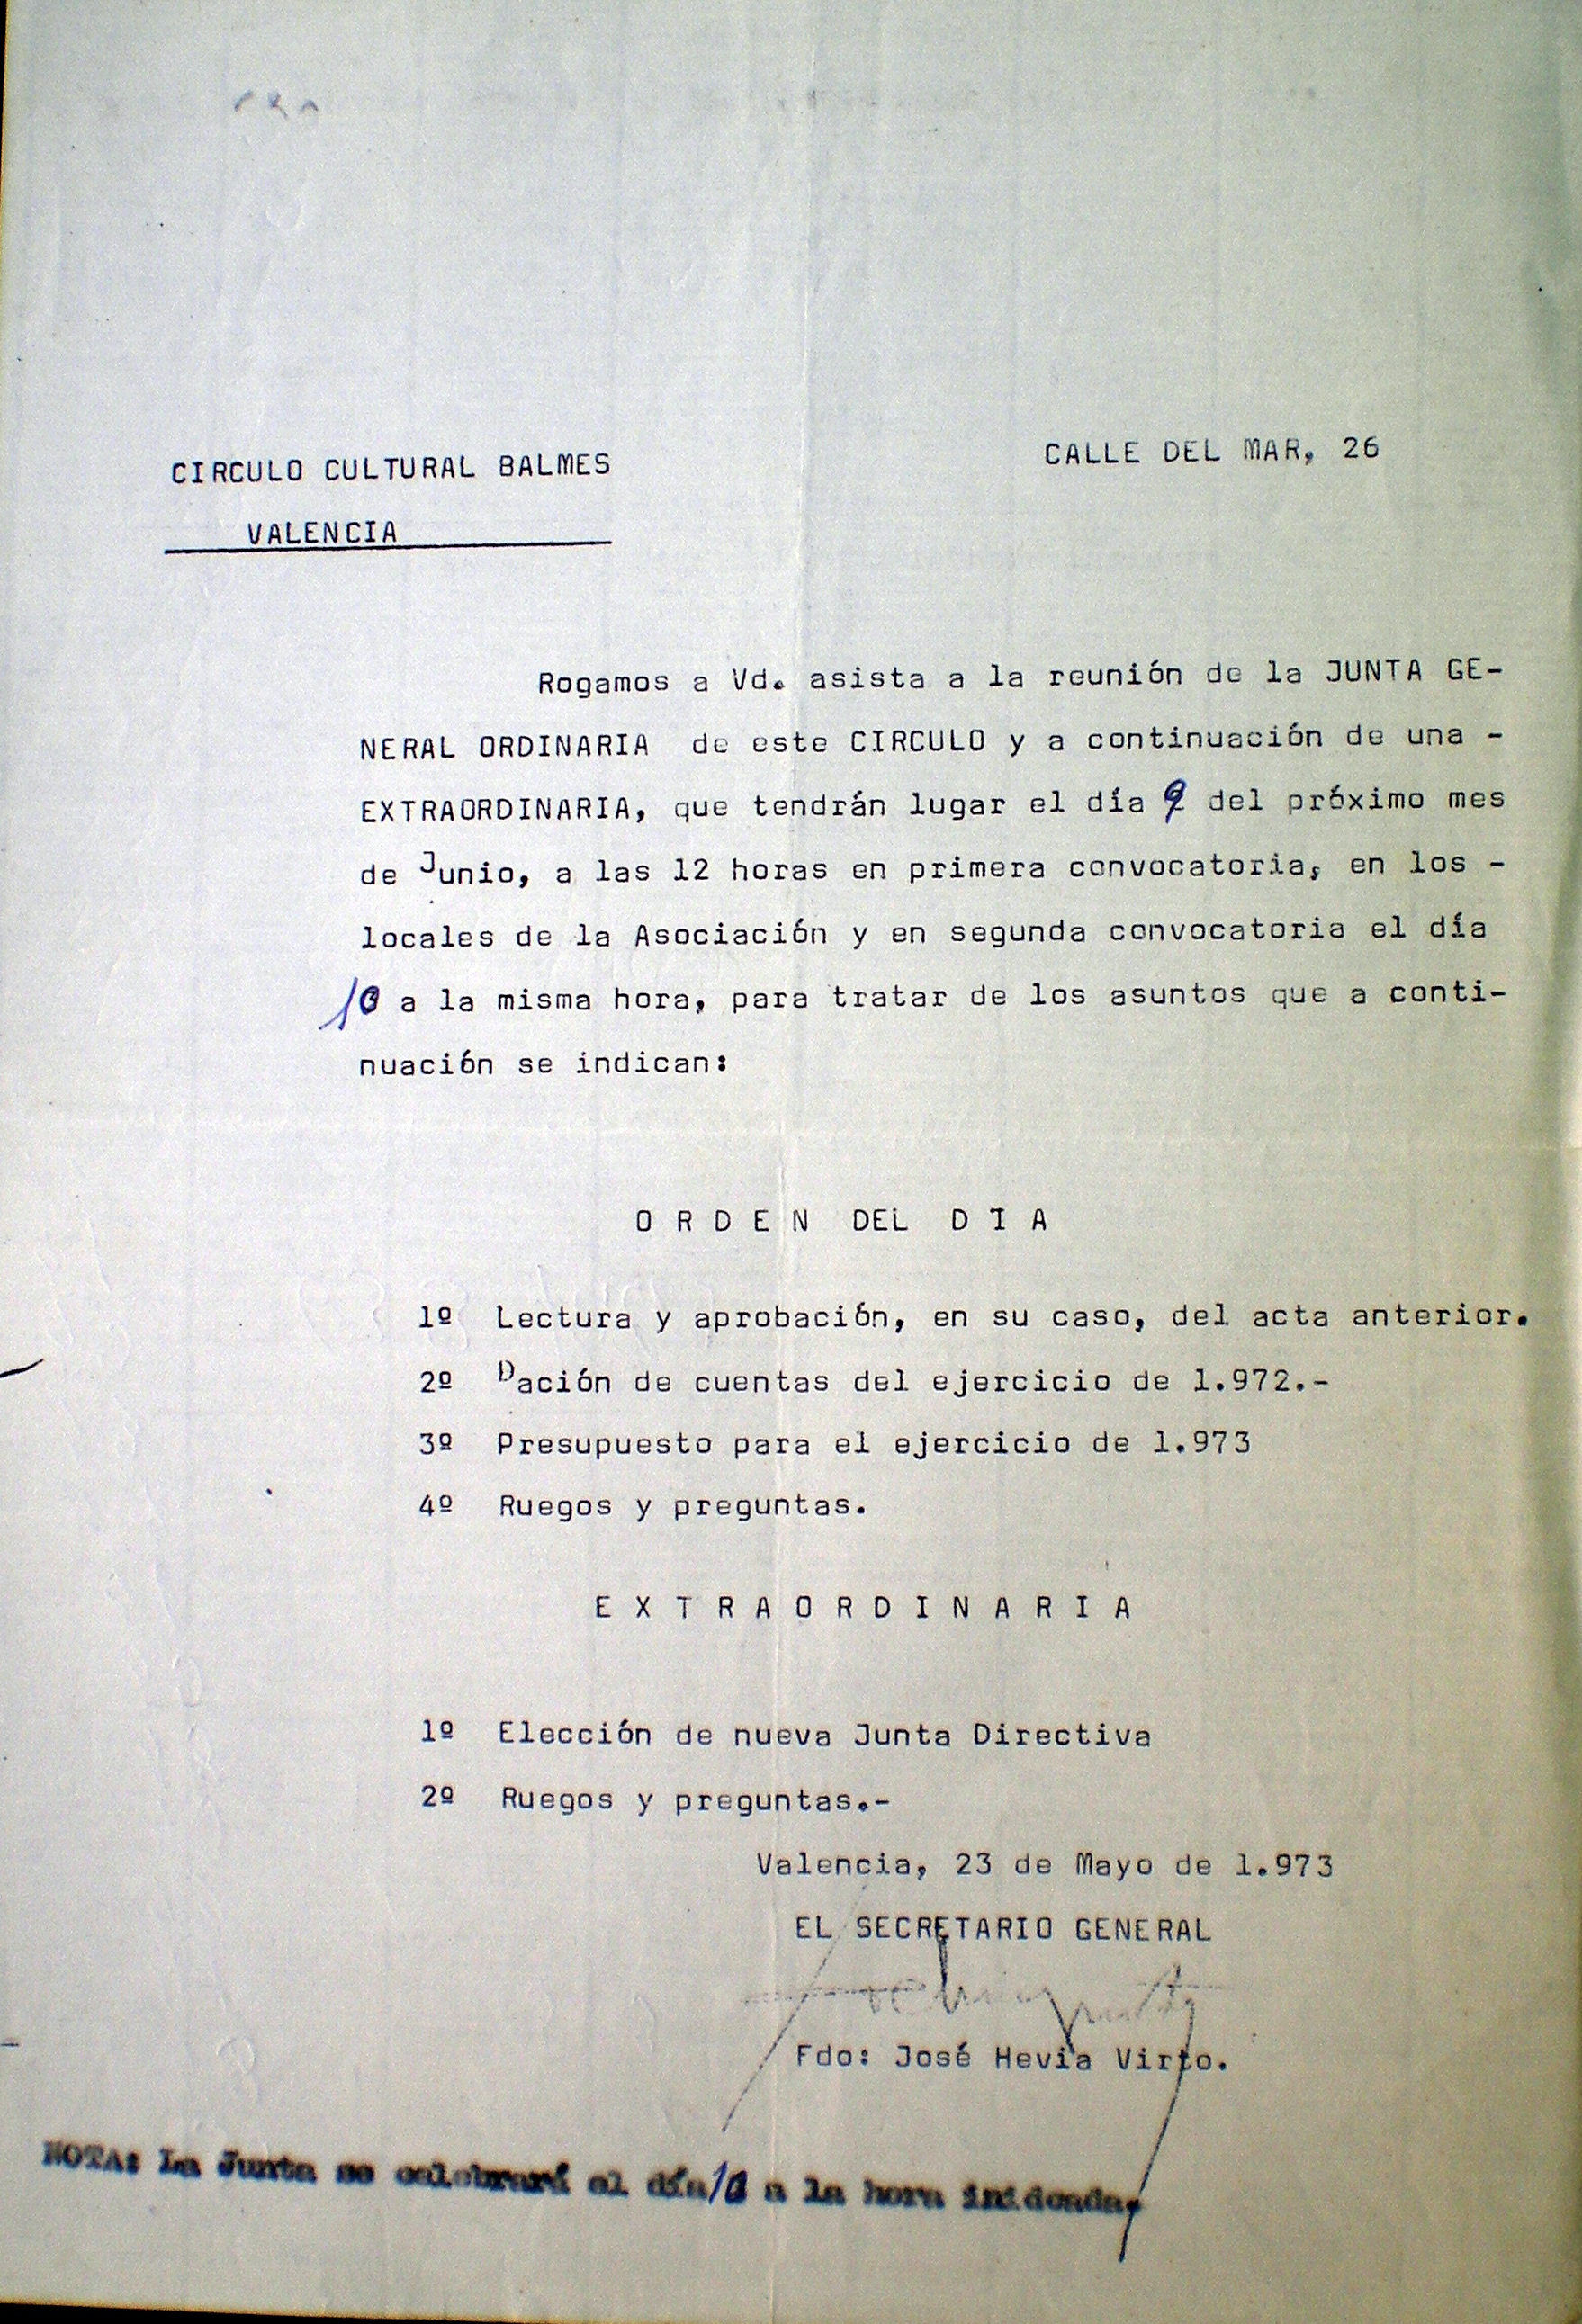 CIRCULO CULTURAL BALMES
CALLE DEL MAR, 26
VALENCIA
Rogamos a Vd. asista a la reunión de la JUNTA GE-
NERAL ORDINARIA de este CIRCULO y a continuación de una -
EXTRAORDINARIA, que tendrán lugar el día 9 del próximo mes
de Junio, a las 12 horas en primera convocatoria, en los -
locales de la Asociación y en segunda convocatoria el día
10 a la misma hora, para tratar de los asuntos que a conti-
nuación se indican:
O R D E N DEL D I A
1º Lectura y aprobación, en su caso, del acta anterior.
2º Dación de cuentas del ejercicio de 1.972.-
3º Presupuesto para el ejercicio de 1.973
4º Ruegos y preguntas.
E X T R A O R D I N A R I A
1º Elección de nueva Junta Directiva
2º Ruegos y preguntas.-
Valencia, 23 de Mayo de 1.973
EL SECRETARIO GENERAL
Fdo: José Hevia Virto.
NOTA: La Junta se celebrará el día 10 a la hora inidcada.